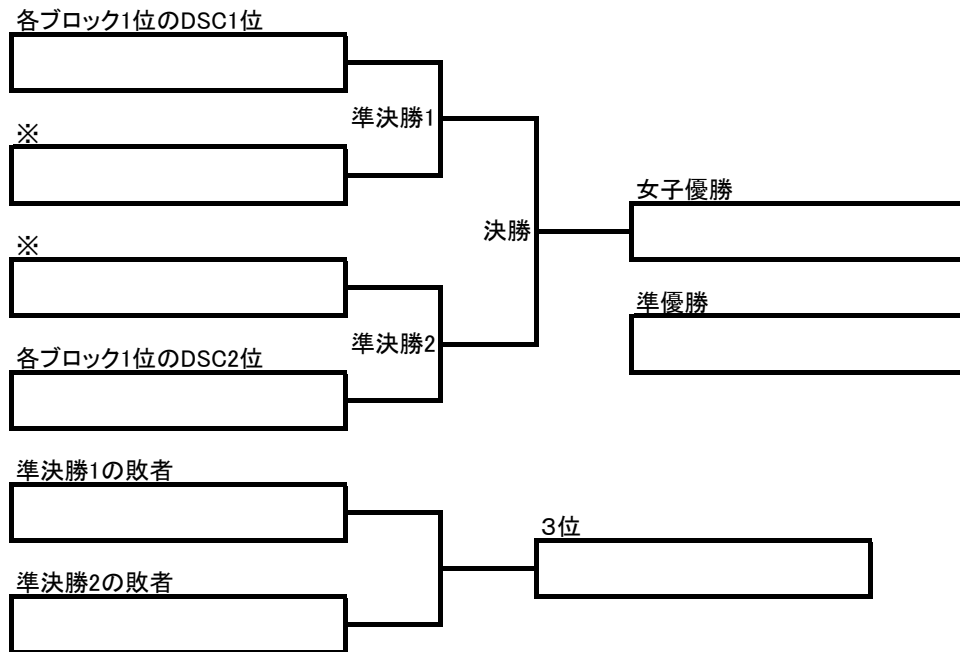 各ブロック1位のDSC1位
準決勝1
※
女子優勝
決勝
※
準優勝
準決勝2
各ブロック1位のDSC2位
準決勝1の敗者
３位
準決勝2の敗者